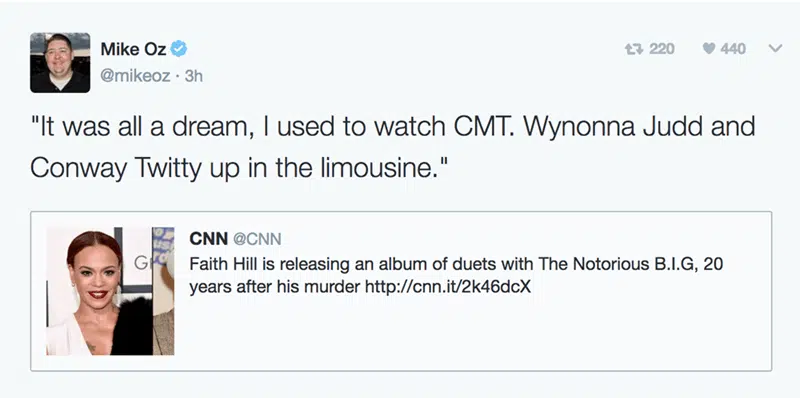 Mike Oz
220 440
@mikeoz · 3h
"It was all a dream, I used to watch CMT. Wynonna Judd and
Conway Twitty up in the limousine."
CNN @CNN
Faith Hill is releasing an album of duets with The Notorious B.I.G, 20
years after his murder http://cnn.it/2k46dcX